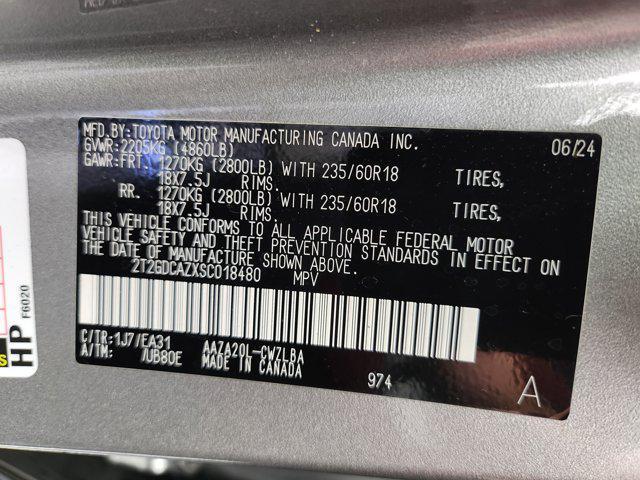 MFD.BY:TOYOTA MOTOR MANUFACTURING CANADA INC. 06/24
GVWR:2205KG (4860LB)
GAWR:FRT. 1270KG (2800LB) WITH 235/60R18 TIRES,
18X7.5J RIMS.
RR. 1270KG (2800LB) WITH 235/60R18 TIRES,
18X7.5J RIMS.
THIS VEHICLE CONFORMS TO ALL APPLICABLE FEDERAL MOTOR
VEHICLE SAFETY AND THEFT PREVENTION STANDARDS IN EFFECT ON
THE DATE OF MANUFACTURE SHOWN ABOVE.
2T2GDCAZXSC018480 MPV
C/TR:1J7/EA31 AAZA20L-CWZLBA
A/TM: /UB80E MADE IN CANADA
974
A
HP
F6020